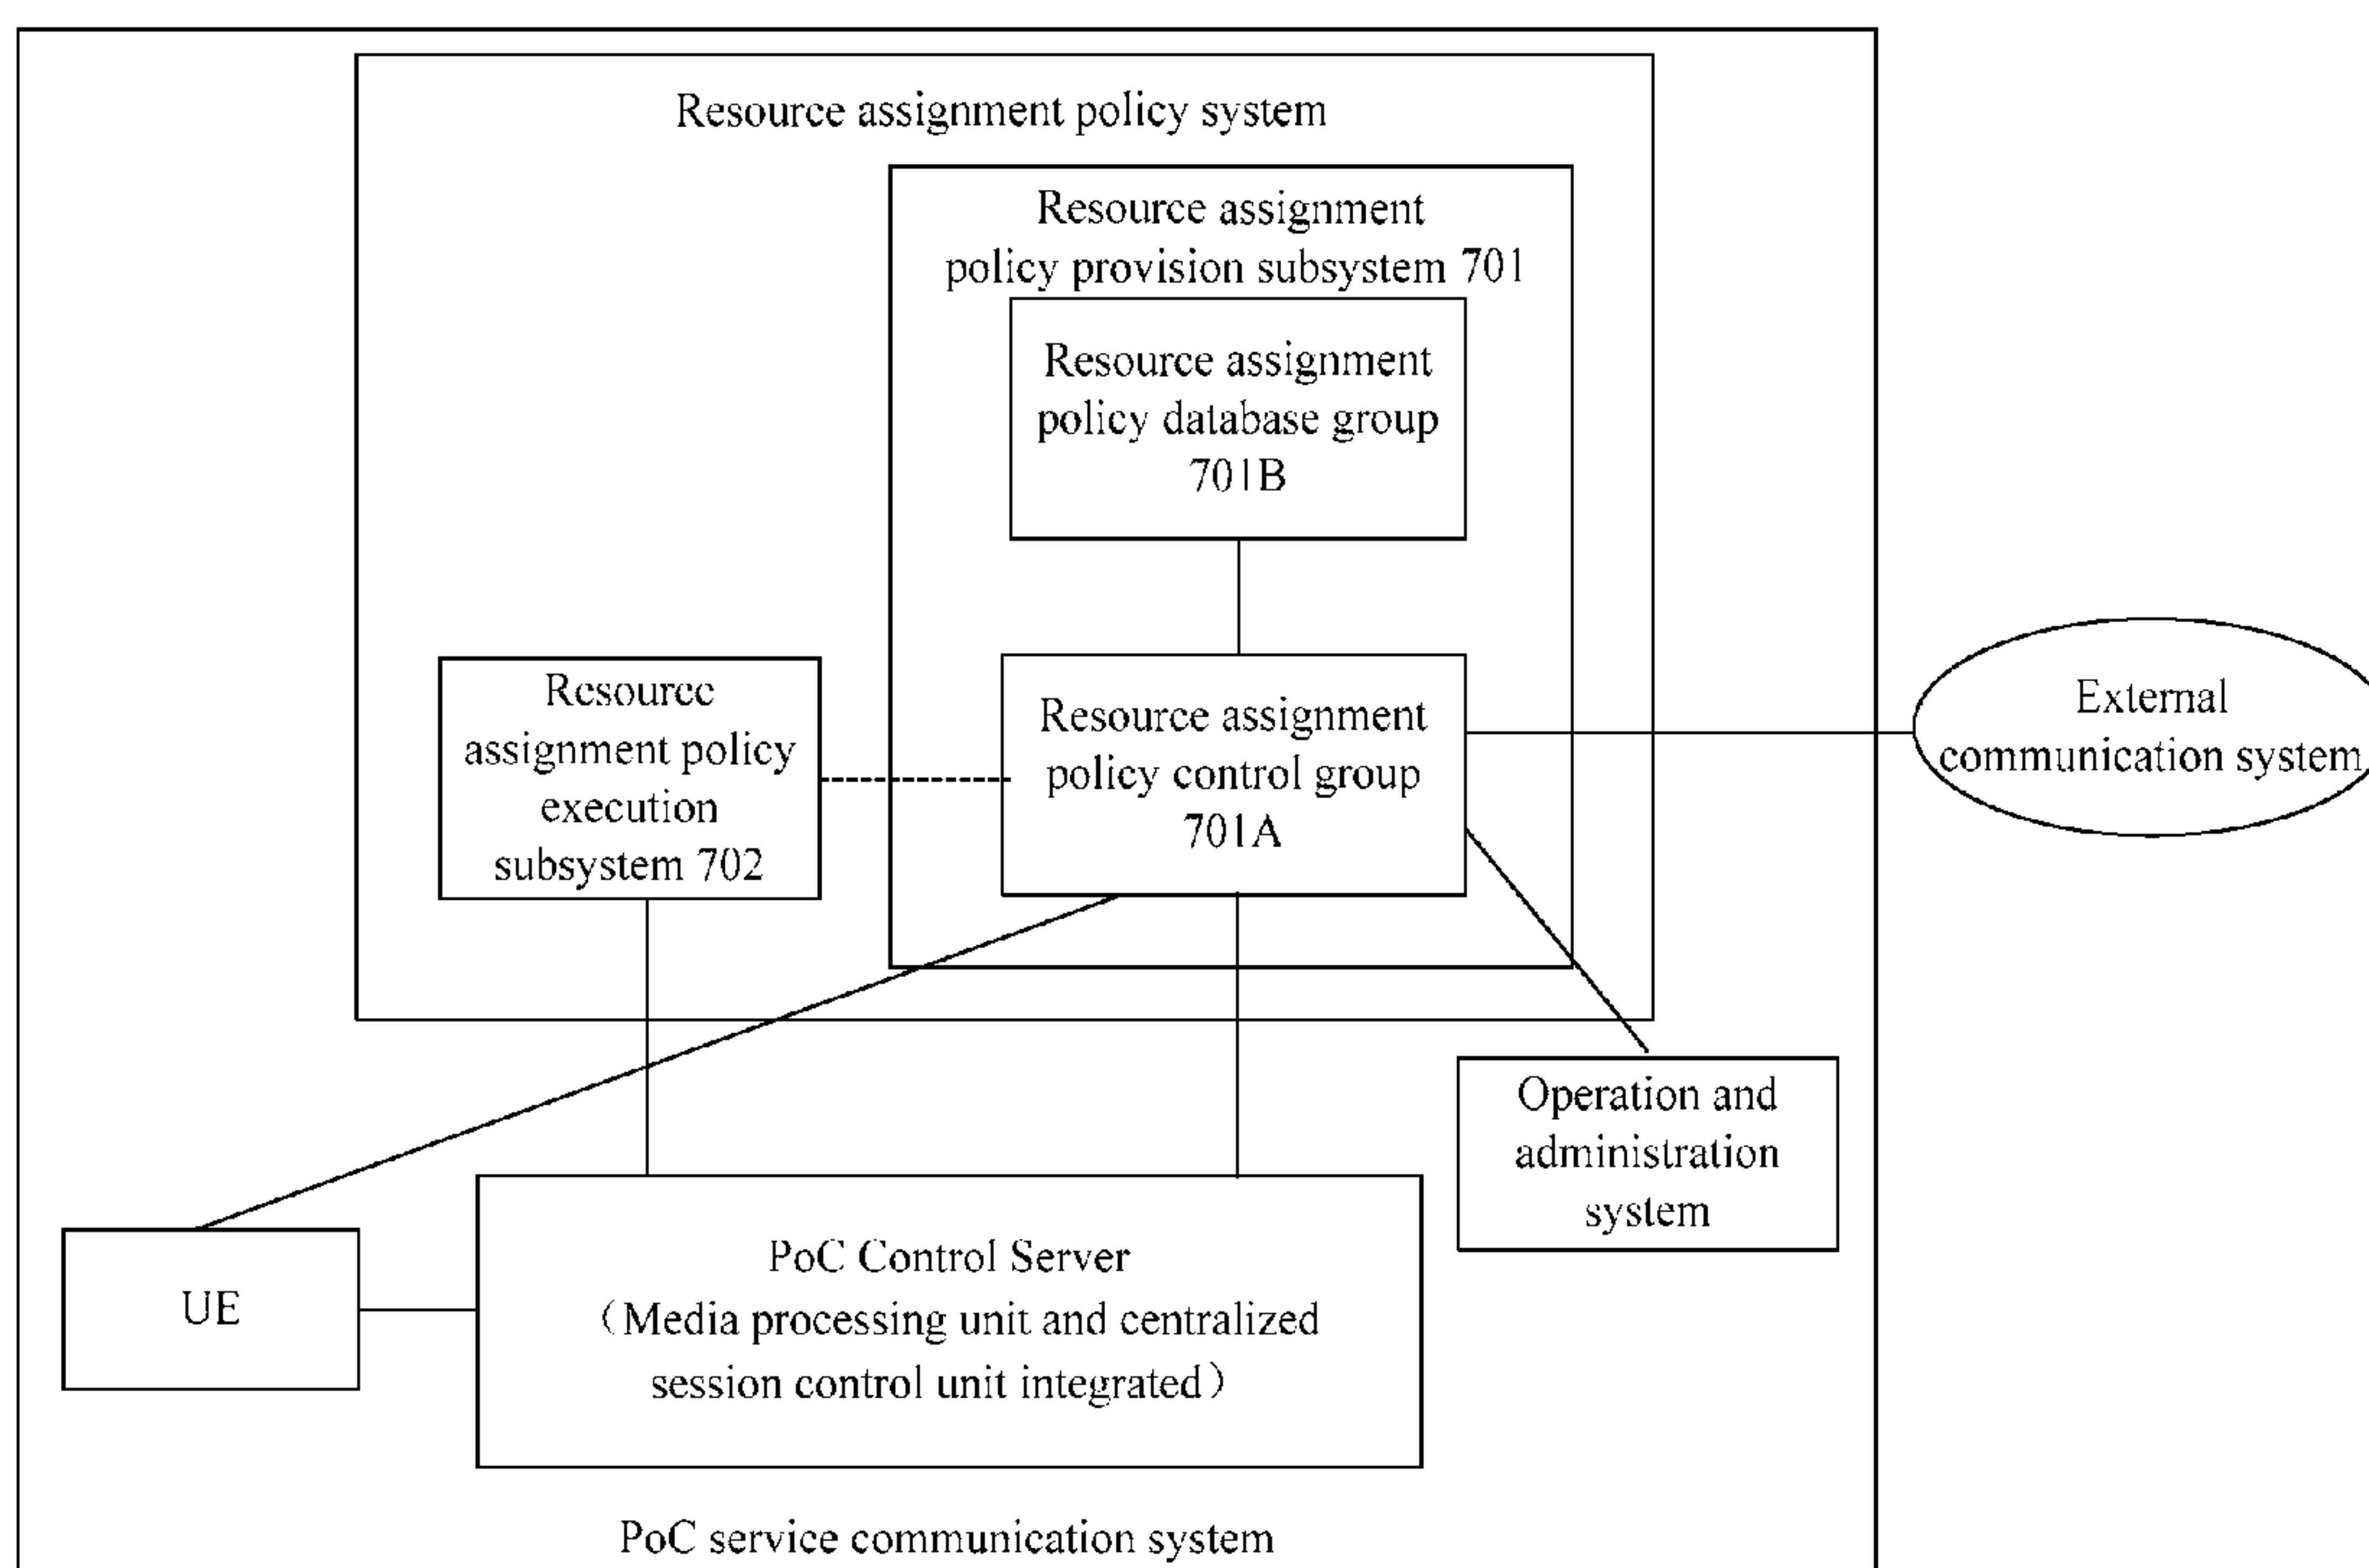 Resource assignment policy system
Resource assignment
policy provision subsystem 701
Resource assignment
policy database group
701B
Resource
assignment policy
execution
subsystem 702
Resource assignment
policy control group
701A
External
communication system
Operation and
administration
system
UE
PoC Control Server
（Media processing unit and centralized
session control unit integrated）
PoC service communication system